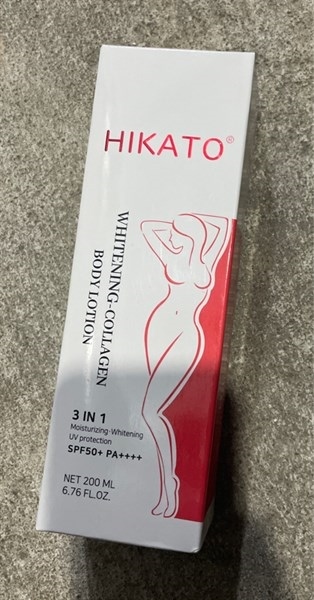 HIKATO®
WHITENING-COLLAGEN
BODY LOTION
3 IN 1
Moisturizing·Whitening
UV protection
SPF50+ PA++++
NET 200 ML
6.76 FL.OZ.